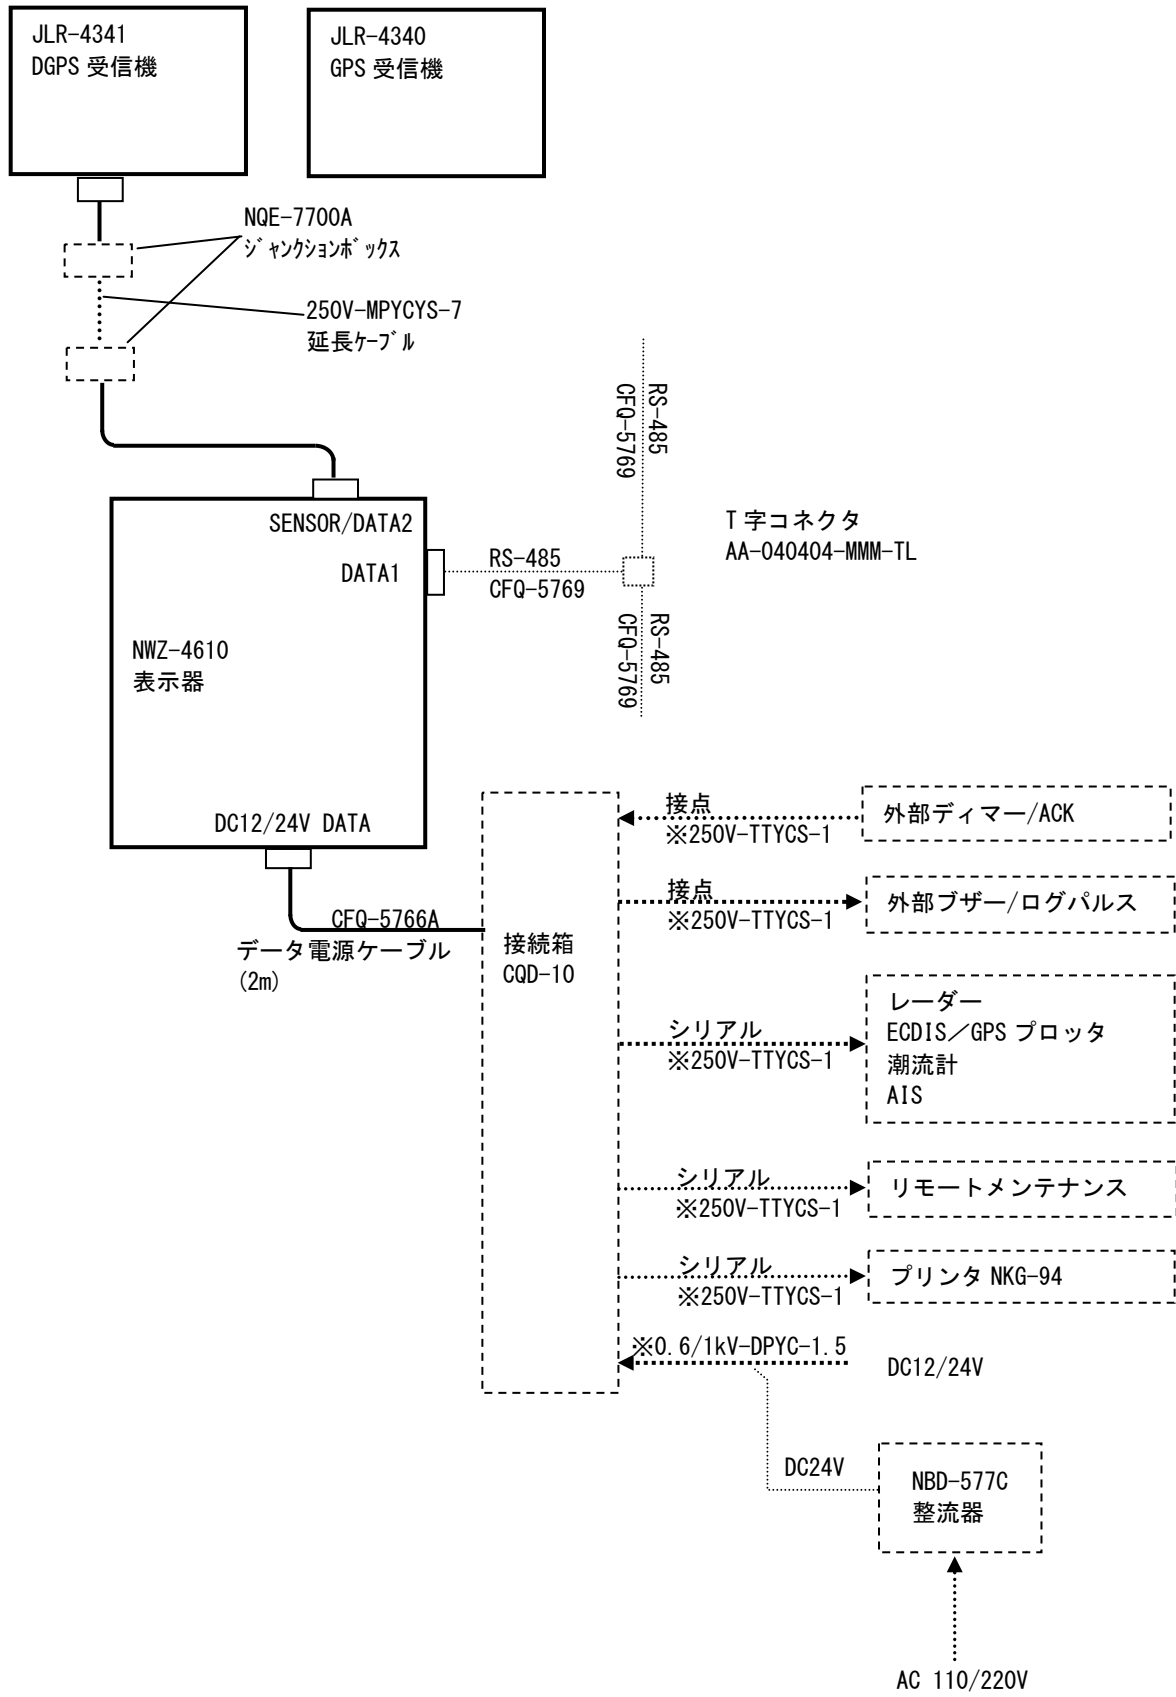 JLR-4341
DGPS 受信機
JLR-4340
GPS 受信機
NQE-7700A
ｼﾞｬﾝｸｼｮﾝﾎﾞｯｸｽ
250V-MPYCYS-7
延長ｹｰﾌﾞﾙ
RS-485
CFQ-5769
SENSOR/DATA2
DATA1
RS-485
CFQ-5769
T 字コネクタ
AA-040404-MMM-TL
RS-485
CFQ-5769
NWZ-4610
表示器
DC12/24V DATA
CFQ-5766A
データ電源ケーブル
(2m)
接続箱
CQD-10
接点
※250V-TTYCS-1
外部ディマー/ACK
接点
※250V-TTYCS-1
外部ブザー/ログパルス
シリアル
※250V-TTYCS-1
レーダー
ECDIS／GPS プロッタ
潮流計
AIS
シリアル
※250V-TTYCS-1
リモートメンテナンス
シリアル
※250V-TTYCS-1
プリンタ NKG-94
※0.6/1kV-DPYC-1.5
DC12/24V
DC24V
NBD-577C
整流器
AC 110/220V